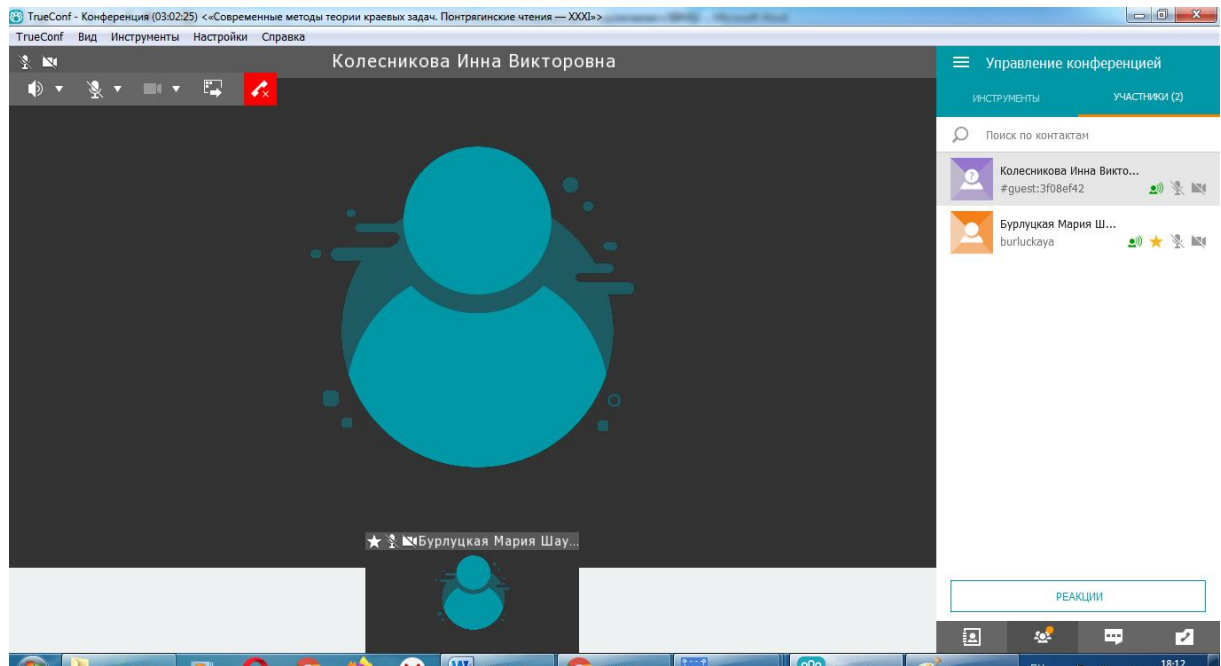 TrueConf - Конференция (03:02:25) <«Современные методы теории краевых задач. Понтрягинские чтения — XXXI»>
TrueConf Вид Инструменты Настройки Справка
Колесникова Инна Викторовна
Управление конференцией
ИНСТРУМЕНТЫ УЧАСТНИКИ (2)
Поиск по контактам
Колесникова Инна Викто...
#guest:3f08ef42
Бурлуцкая Мария Ш...
burluckaya
Бурлуцкая Мария Шау...
РЕАКЦИИ
18:12